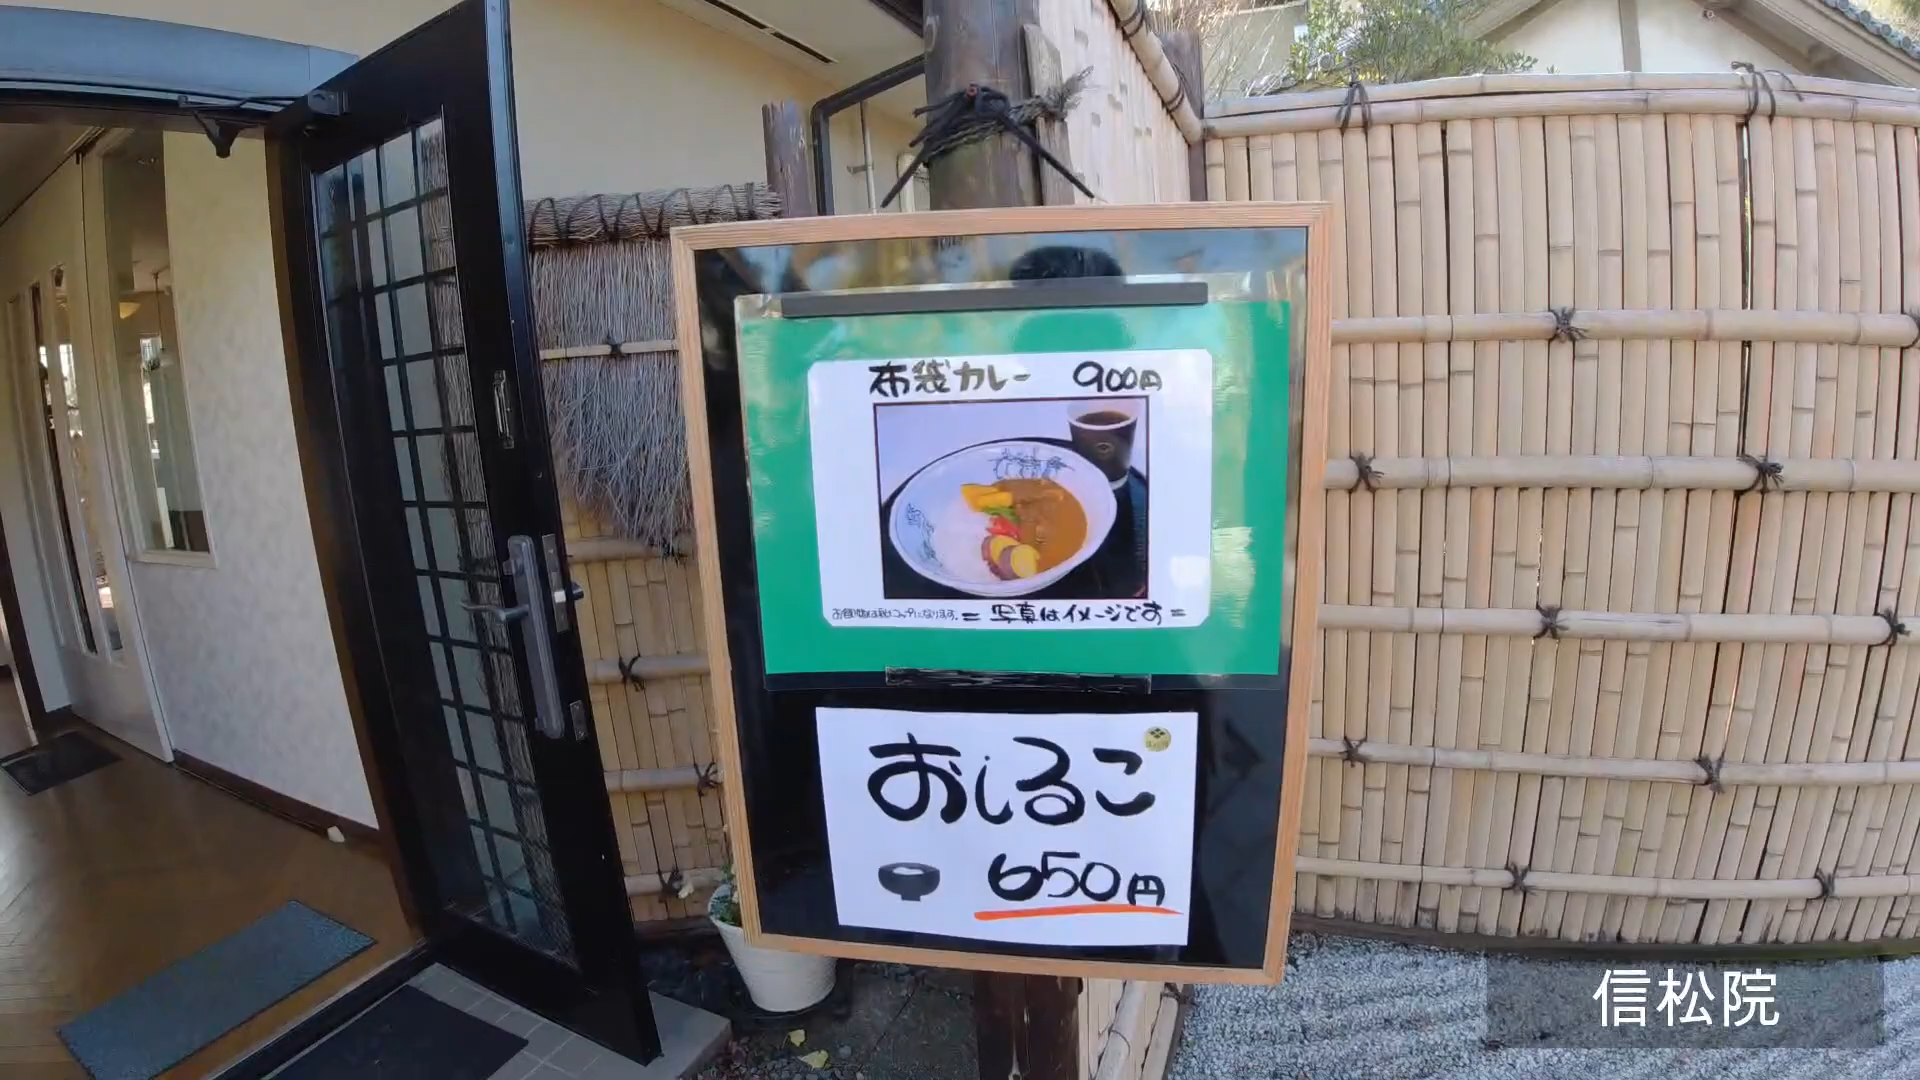 布袋カレー 900円
= 写真はイメージです =
おしるこ
650円
信松院